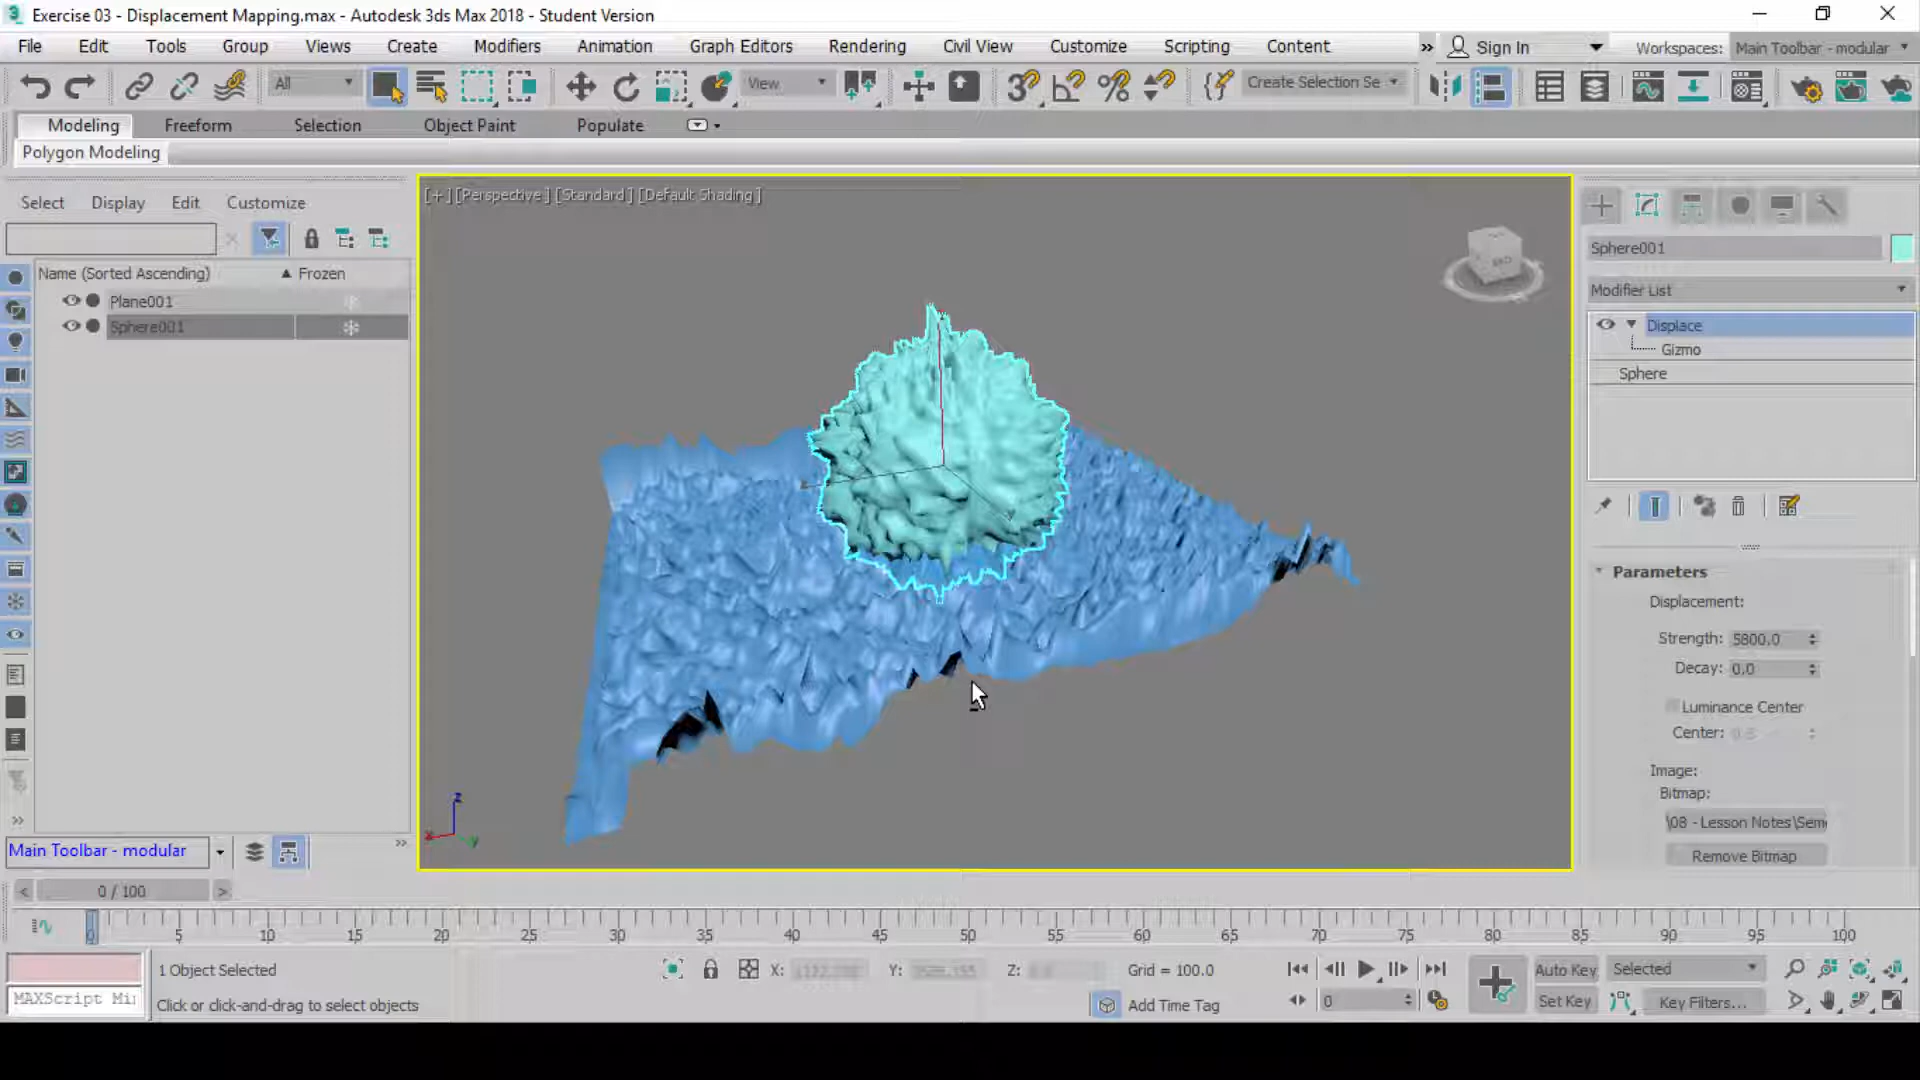 Exercise 03 - Displacement Mapping.max - Autodesk 3ds Max 2018 - Student Version
File Edit Tools Group Views Create Modifiers Animation Graph Editors Rendering Civil View Customize Scripting Content » Sign In Workspaces: Main Toolbar - modular
All View Create Selection Se
Modeling Freeform Selection Object Paint Populate
Polygon Modeling
[+] [Perspective] [Standard] [Default Shading]
Select Display Edit Customize
Name (Sorted Ascending) Frozen
Plane001
Sphere001
Sphere001
Modifier List
Displace
Gizmo
Sphere
Parameters
Displacement:
Strength: 5800.0
Decay: 0.0
Luminance Center
Center:
Image:
Bitmap:
\08 - Lesson Notes\Sem
Remove Bitmap
z
x
y
Main Toolbar - modular
0 / 100
0 5 10 15 20 25 30 35 40 45 50 55 60 65 70 75 80 85 90 95 100
1 Object Selected X: Y: Z: Grid = 100.0 Auto Key Selected
MAXScript Mi Click or click-and-drag to select objects Add Time Tag 0 Set Key Key Filters...